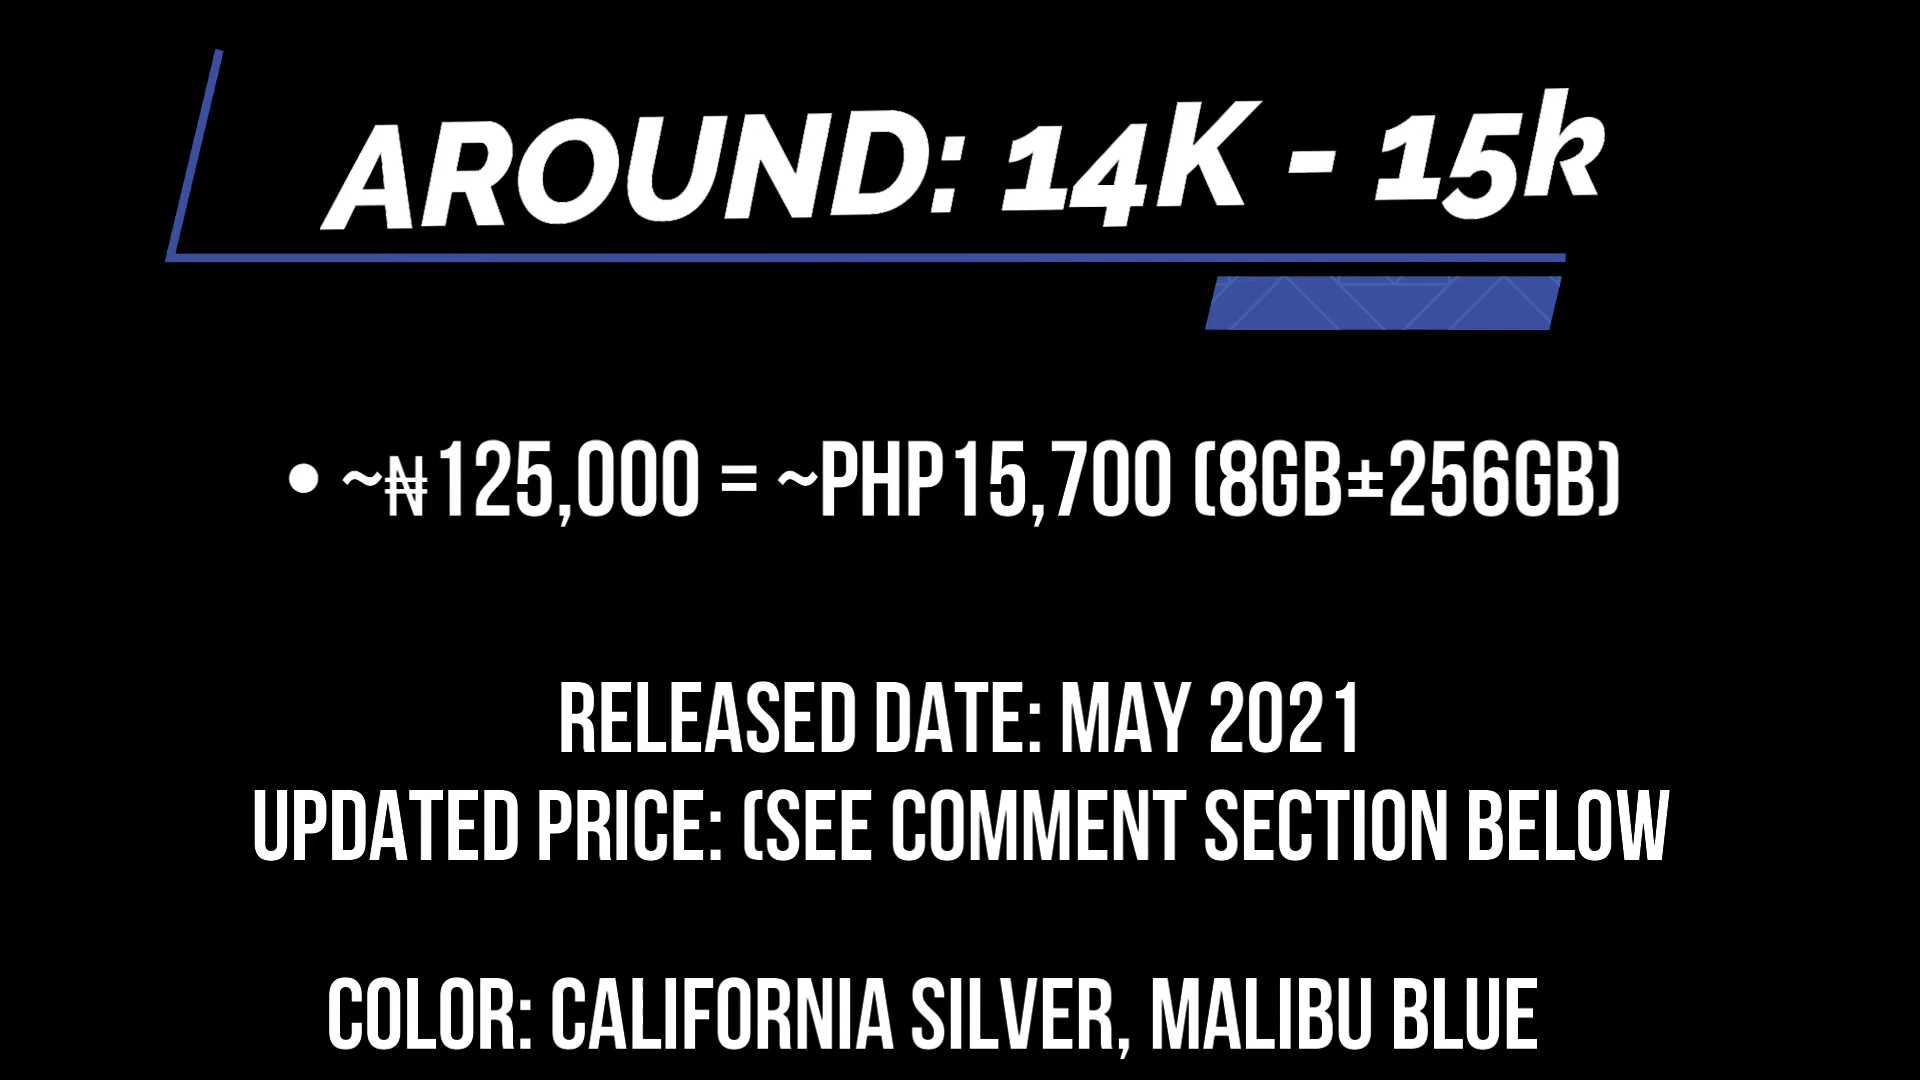 AROUND: 14K - 15k
• ~₦125,000 = ~PHP15,700 (8GB±256GB)
RELEASED DATE: MAY 2021
UPDATED PRICE: (SEE COMMENT SECTION BELOW
COLOR: CALIFORNIA SILVER, MALIBU BLUE